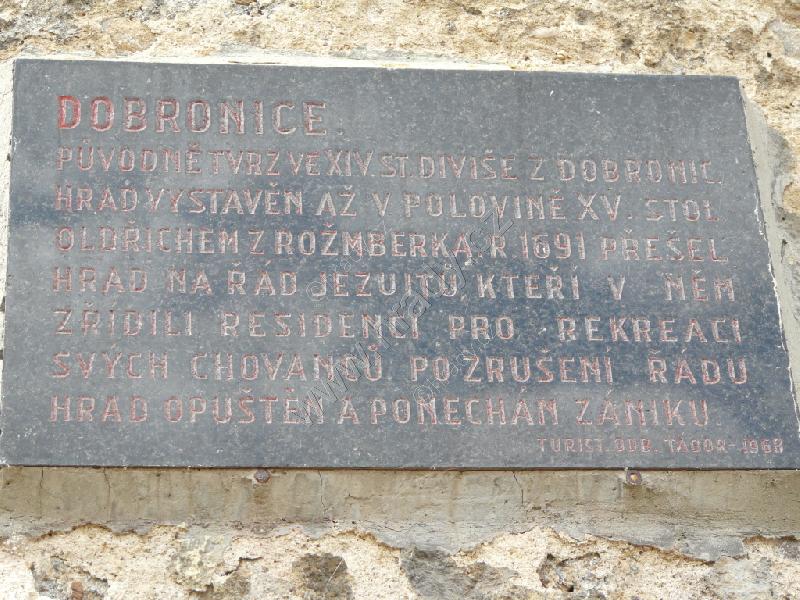 DOBRONICE.
PŮVODNĚ TVRZ VE XIV. ST. DIVIŠE Z DOBRONIC.
HRAD VYSTAVĚN AŽ V POLOVINĚ XV. STOL
OLDŘICHEM Z ROŽMBERKA. R. 1691 PŘEŠEL
HRAD NA ŘÁD JEZUITŮ, KTEŘÍ V NĚM
ZŘÍDILI RESIDENCI PRO REKREACI
SVÝCH CHOVANCŮ. PO ZRUŠENÍ ŘÁDU
HRAD OPUŠTĚN A PONECHÁN ZÁNIKU.
TURIST. ODB. TÁBOR - 1968